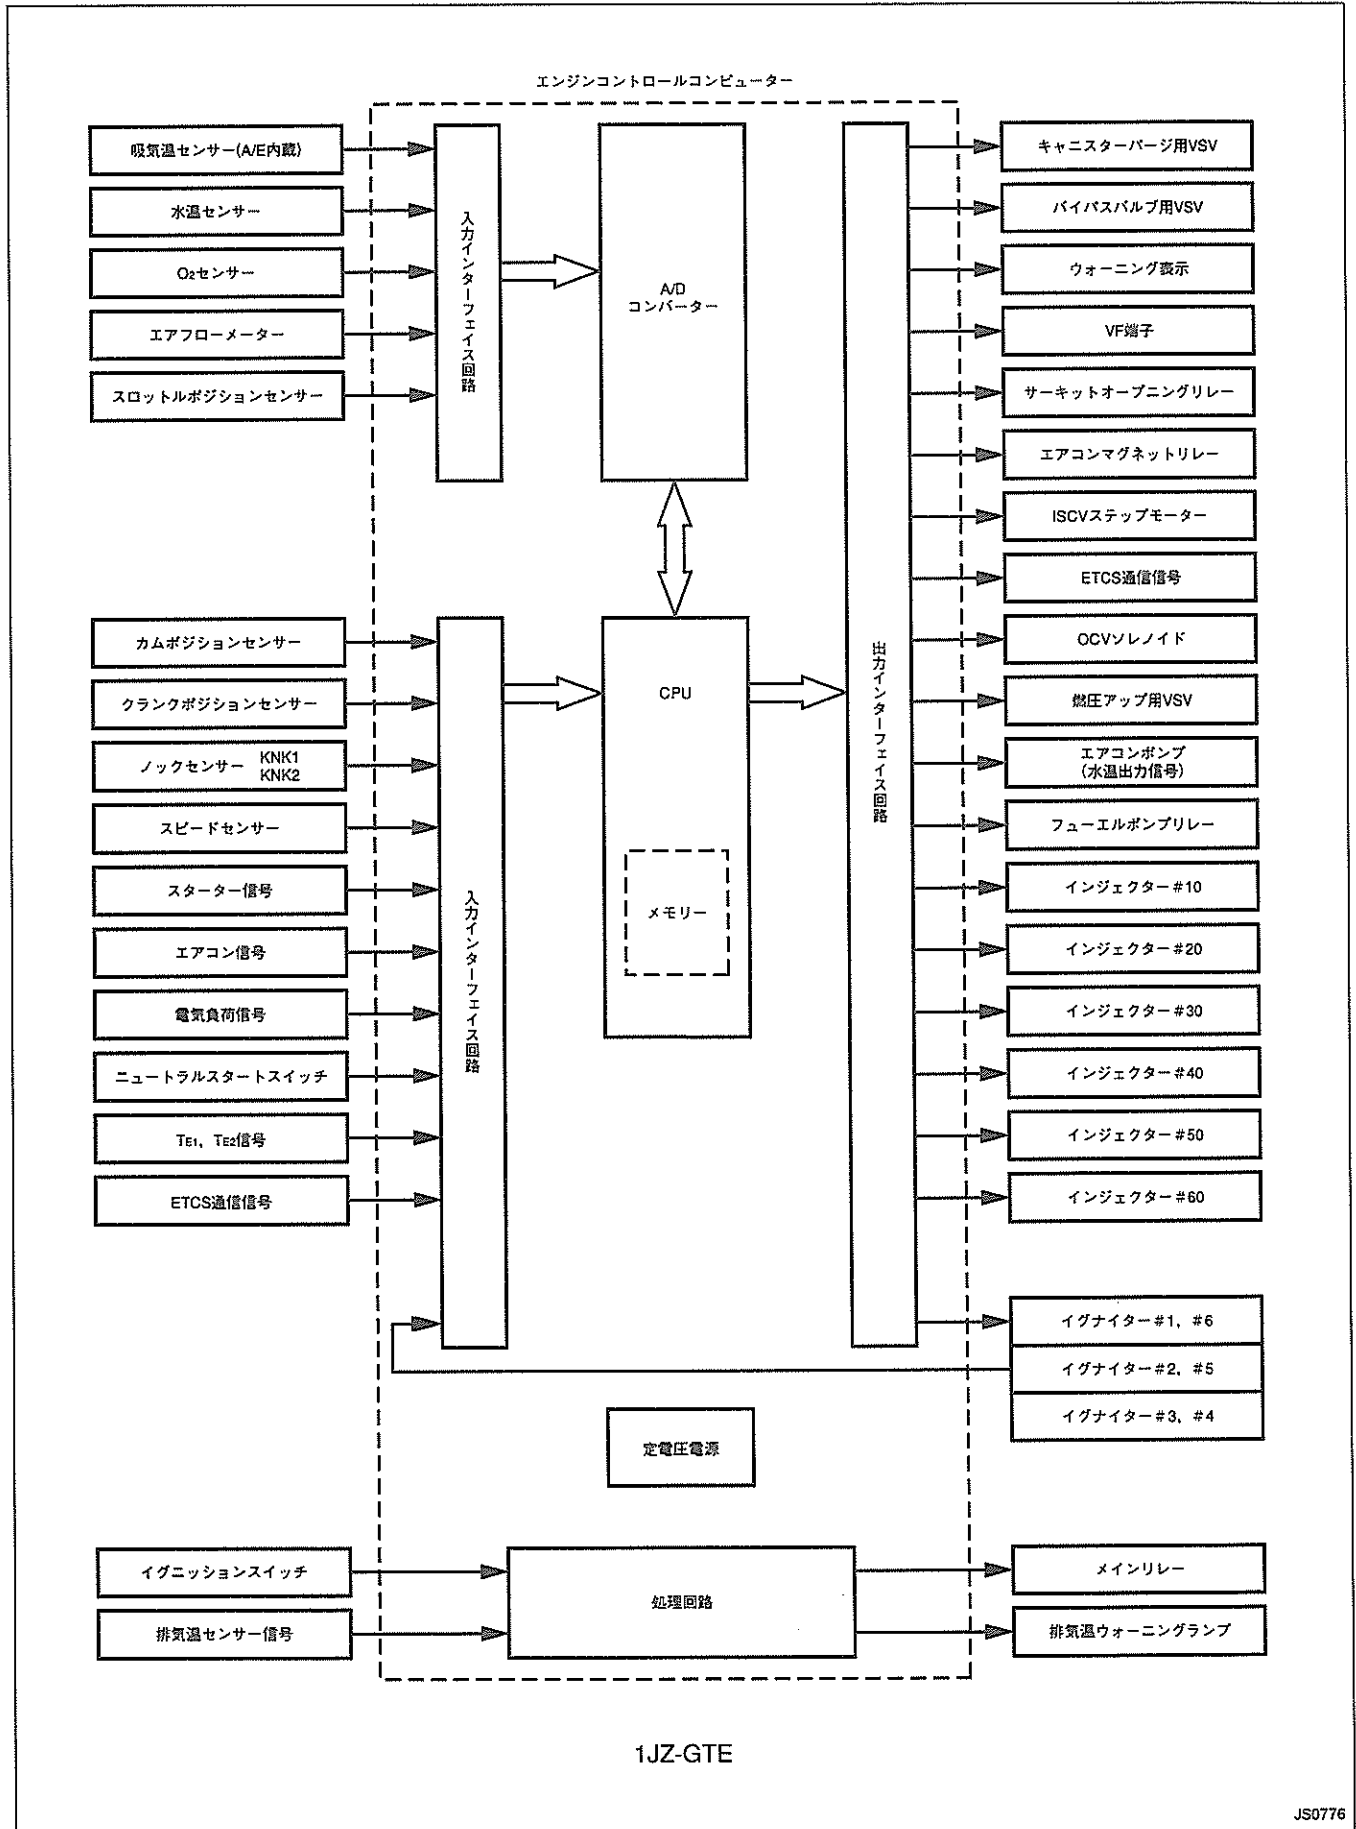 エンジンコントロールコンピューター
吸気温センサー(A/E内蔵)
水温センサー
O2センサー
エアフローメーター
スロットルポジションセンサー
入力インターフェイス回路
A/D
コンバーター
カムポジションセンサー
クランクポジションセンサー
ノックセンサー KNK1
KNK2
スピードセンサー
スターター信号
エアコン信号
電気負荷信号
ニュートラルスタートスイッチ
TE1, TE2信号
ETCS通信信号
入力インターフェイス回路
CPU
メモリー
出力インターフェイス回路
キャニスターパージ用VSV
バイパスバルブ用VSV
ウォーニング表示
VF端子
サーキットオープニングリレー
エアコンマグネットリレー
ISCVステップモーター
ETCS通信信号
OCVソレノイド
燃圧アップ用VSV
エアコンポンプ
(水温出力信号)
フューエルポンプリレー
インジェクター#10
インジェクター#20
インジェクター#30
インジェクター#40
インジェクター#50
インジェクター#60
イグナイター#1, #6
イグナイター#2, #5
イグナイター#3, #4
定電圧電源
イグニッションスイッチ
排気温センサー信号
処理回路
メインリレー
排気温ウォーニングランプ
1JZ-GTE
JS0776